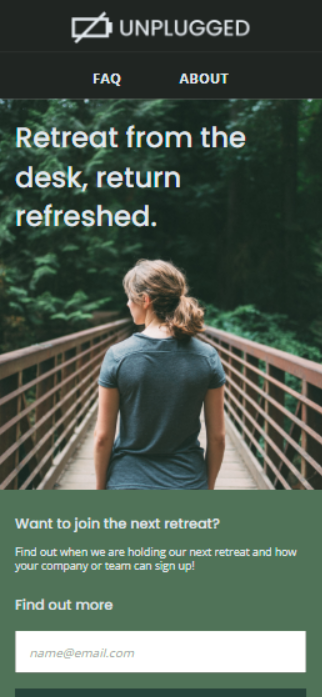 UNPLUGGED
FAQ ABOUT
Retreat from the
desk, return
refreshed.
Want to join the next retreat?
Find out when we are holding our next retreat and how
your company or team can sign up!
Find out more
name@email.com